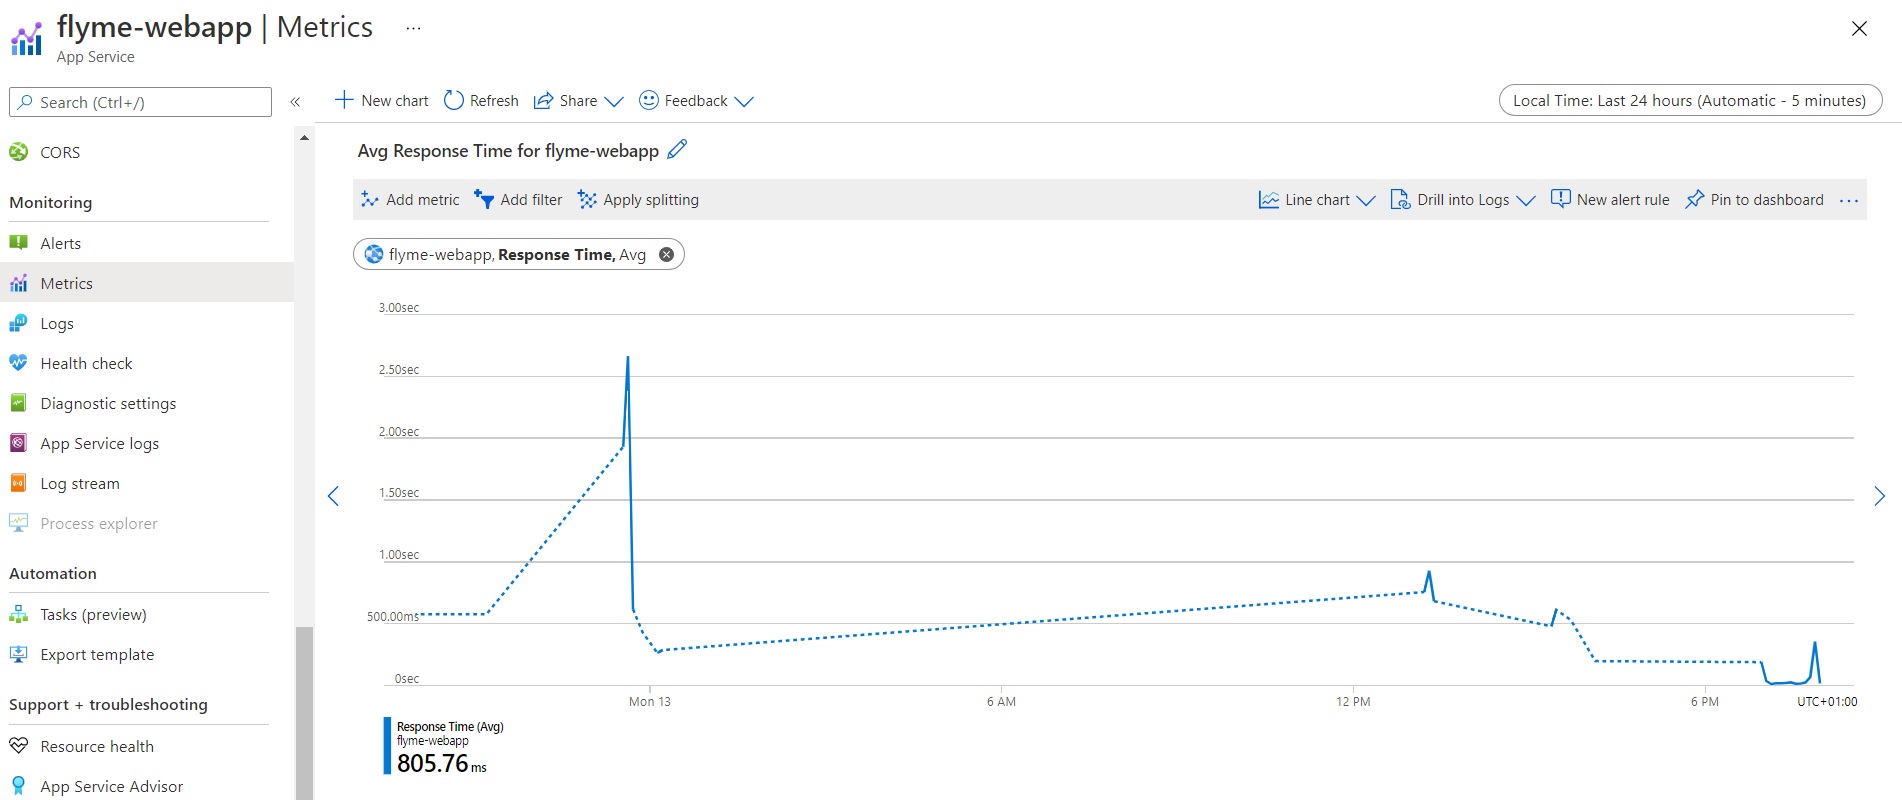 flyme-webapp | Metrics ...
App Service
Search (Ctrl+/)
«
New chart
Refresh
Share
Feedback
Local Time: Last 24 hours (Automatic - 5 minutes)
CORS
Monitoring
Alerts
Metrics
Logs
Health check
Diagnostic settings
App Service logs
Log stream
Process explorer
Automation
Tasks (preview)
Export template
Support + troubleshooting
Resource health
App Service Advisor
Avg Response Time for flyme-webapp
Add metric
Add filter
Apply splitting
Line chart
Drill into Logs
New alert rule
Pin to dashboard
...
flyme-webapp, Response Time, Avg
3.00sec
2.50sec
2.00sec
1.50sec
1.00sec
500.00ms
0sec
Mon 13
6 AM
12 PM
6 PM
UTC+01:00
Response Time (Avg)
flyme-webapp
805.76 ms